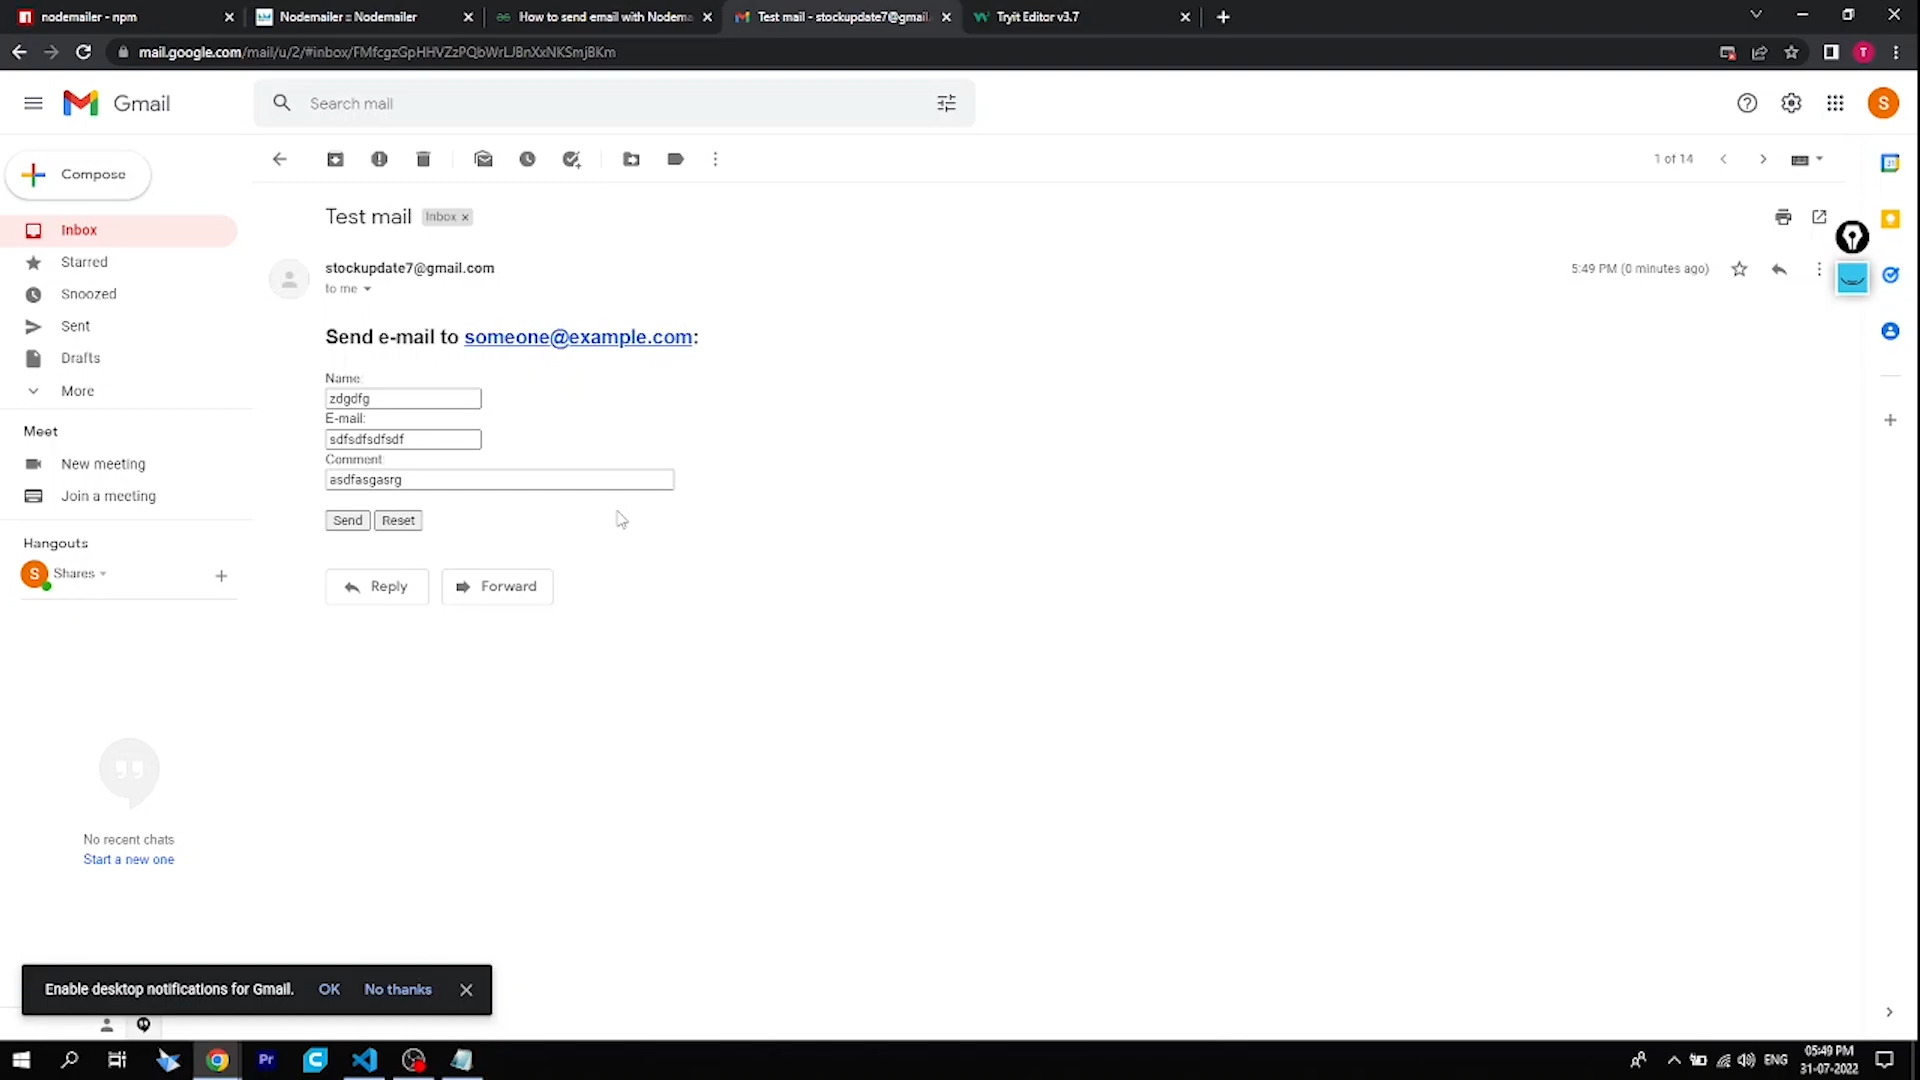 nodemailer - npm
Nodemailer :: Nodemailer
How to send email with Nodema
Test mail - stockupdate7@gmail.
Tryit Editor v3.7
mail.google.com/mail/u/2/#inbox/FMfcgzGpHHVZzPQbWrLJBnXxNKSmjBKm
T
Gmail
Search mail
S
Compose
1 of 14
31
Inbox
Starred
Snoozed
Sent
Drafts
More
Test mail
Inbox x
stockupdate7@gmail.com
5:49 PM (0 minutes ago)
to me
Send e-mail to someone@example.com:
Name:
zdgdfg
E-mail:
sdfsdfsdfsdf
Comment:
asdfasgasrg
Send
Reset
Reply
Forward
Meet
New meeting
Join a meeting
Hangouts
S
Shares
No recent chats
Start a new one
Enable desktop notifications for Gmail.
OK
No thanks
Pr
ENG
05:49 PM
31-07-2022